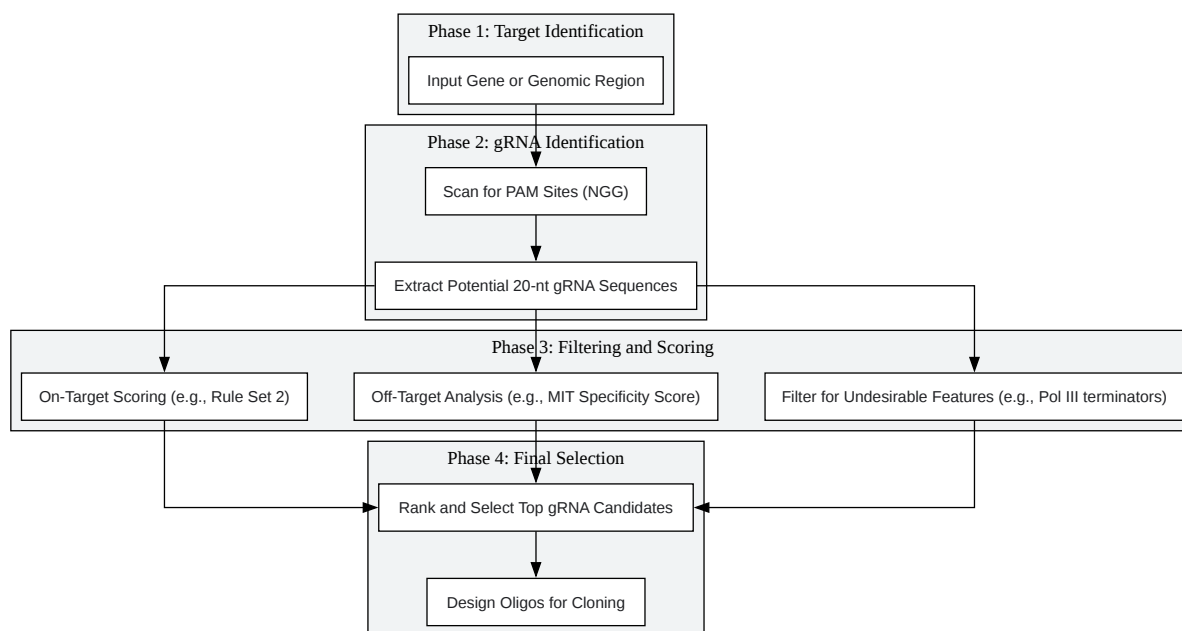 Phase 1: Target Identification
Input Gene or Genomic Region
Phase 2: gRNA Identification
Scan for PAM Sites (NGG)
Extract Potential 20-nt gRNA Sequences
Phase 3: Filtering and Scoring
On-Target Scoring (e.g., Rule Set 2)
Off-Target Analysis (e.g., MIT Specificity Score)
Filter for Undesirable Features (e.g., Pol III terminators)
Phase 4: Final Selection
Rank and Select Top gRNA Candidates
Design Oligos for Cloning